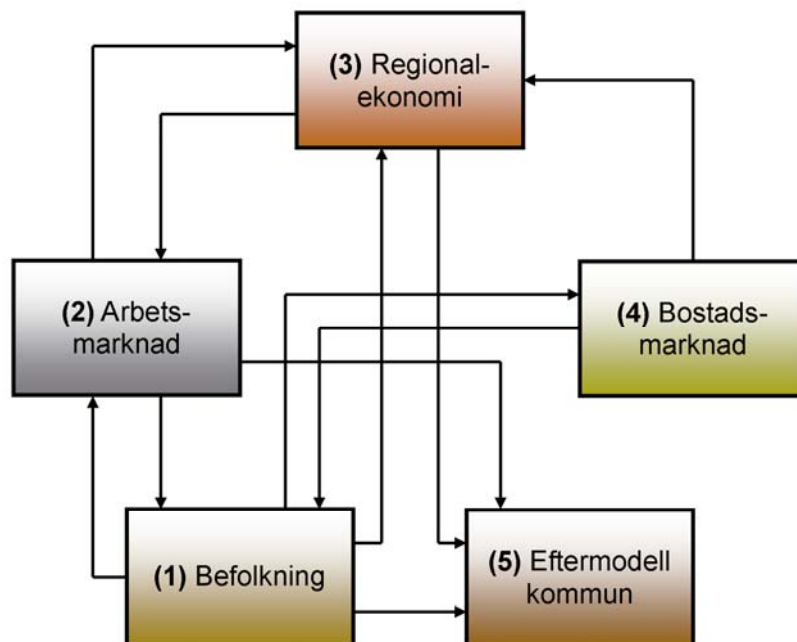 (3) Regional-
ekonomi
(2) Arbets-
marknad
(4) Bostads-
marknad
(1) Befolkning
(5) Eftermodell
kommun